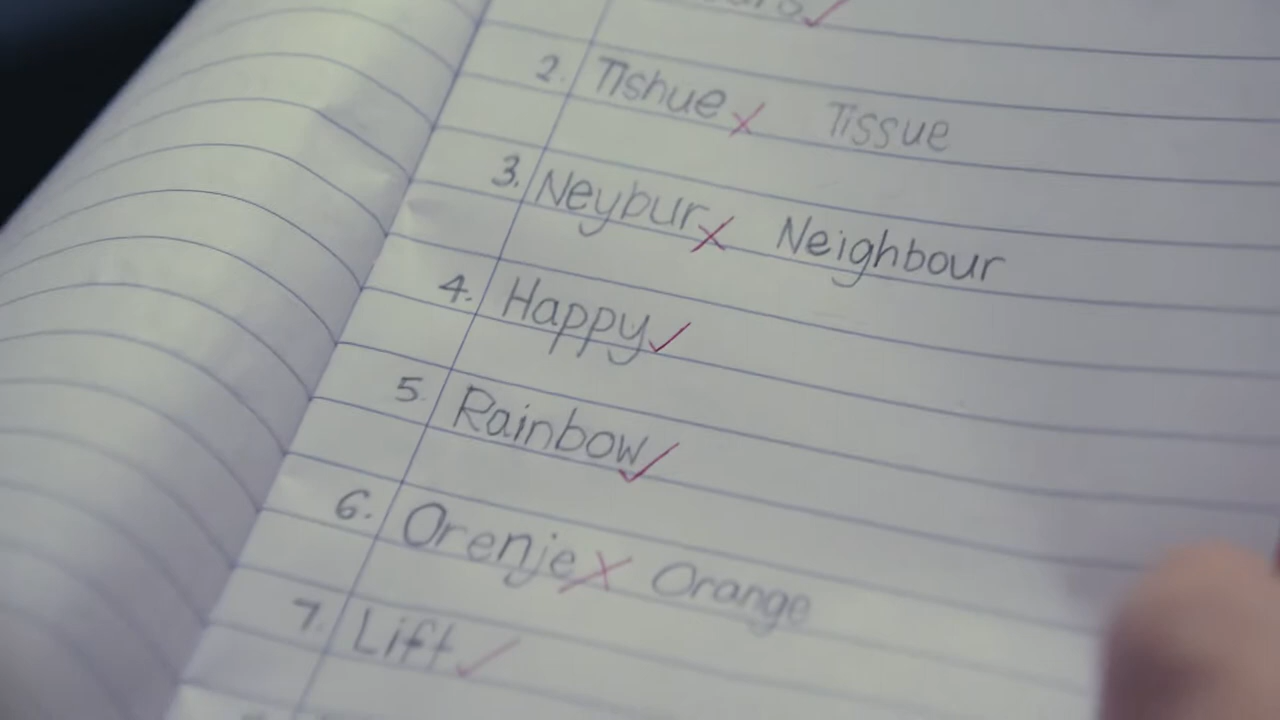 2. Tishue x Tissue
3. Neybur x Neighbour
4. Happy ✓
5. Rainbow ✓
6. Orenje x Orange
7. Lift ✓